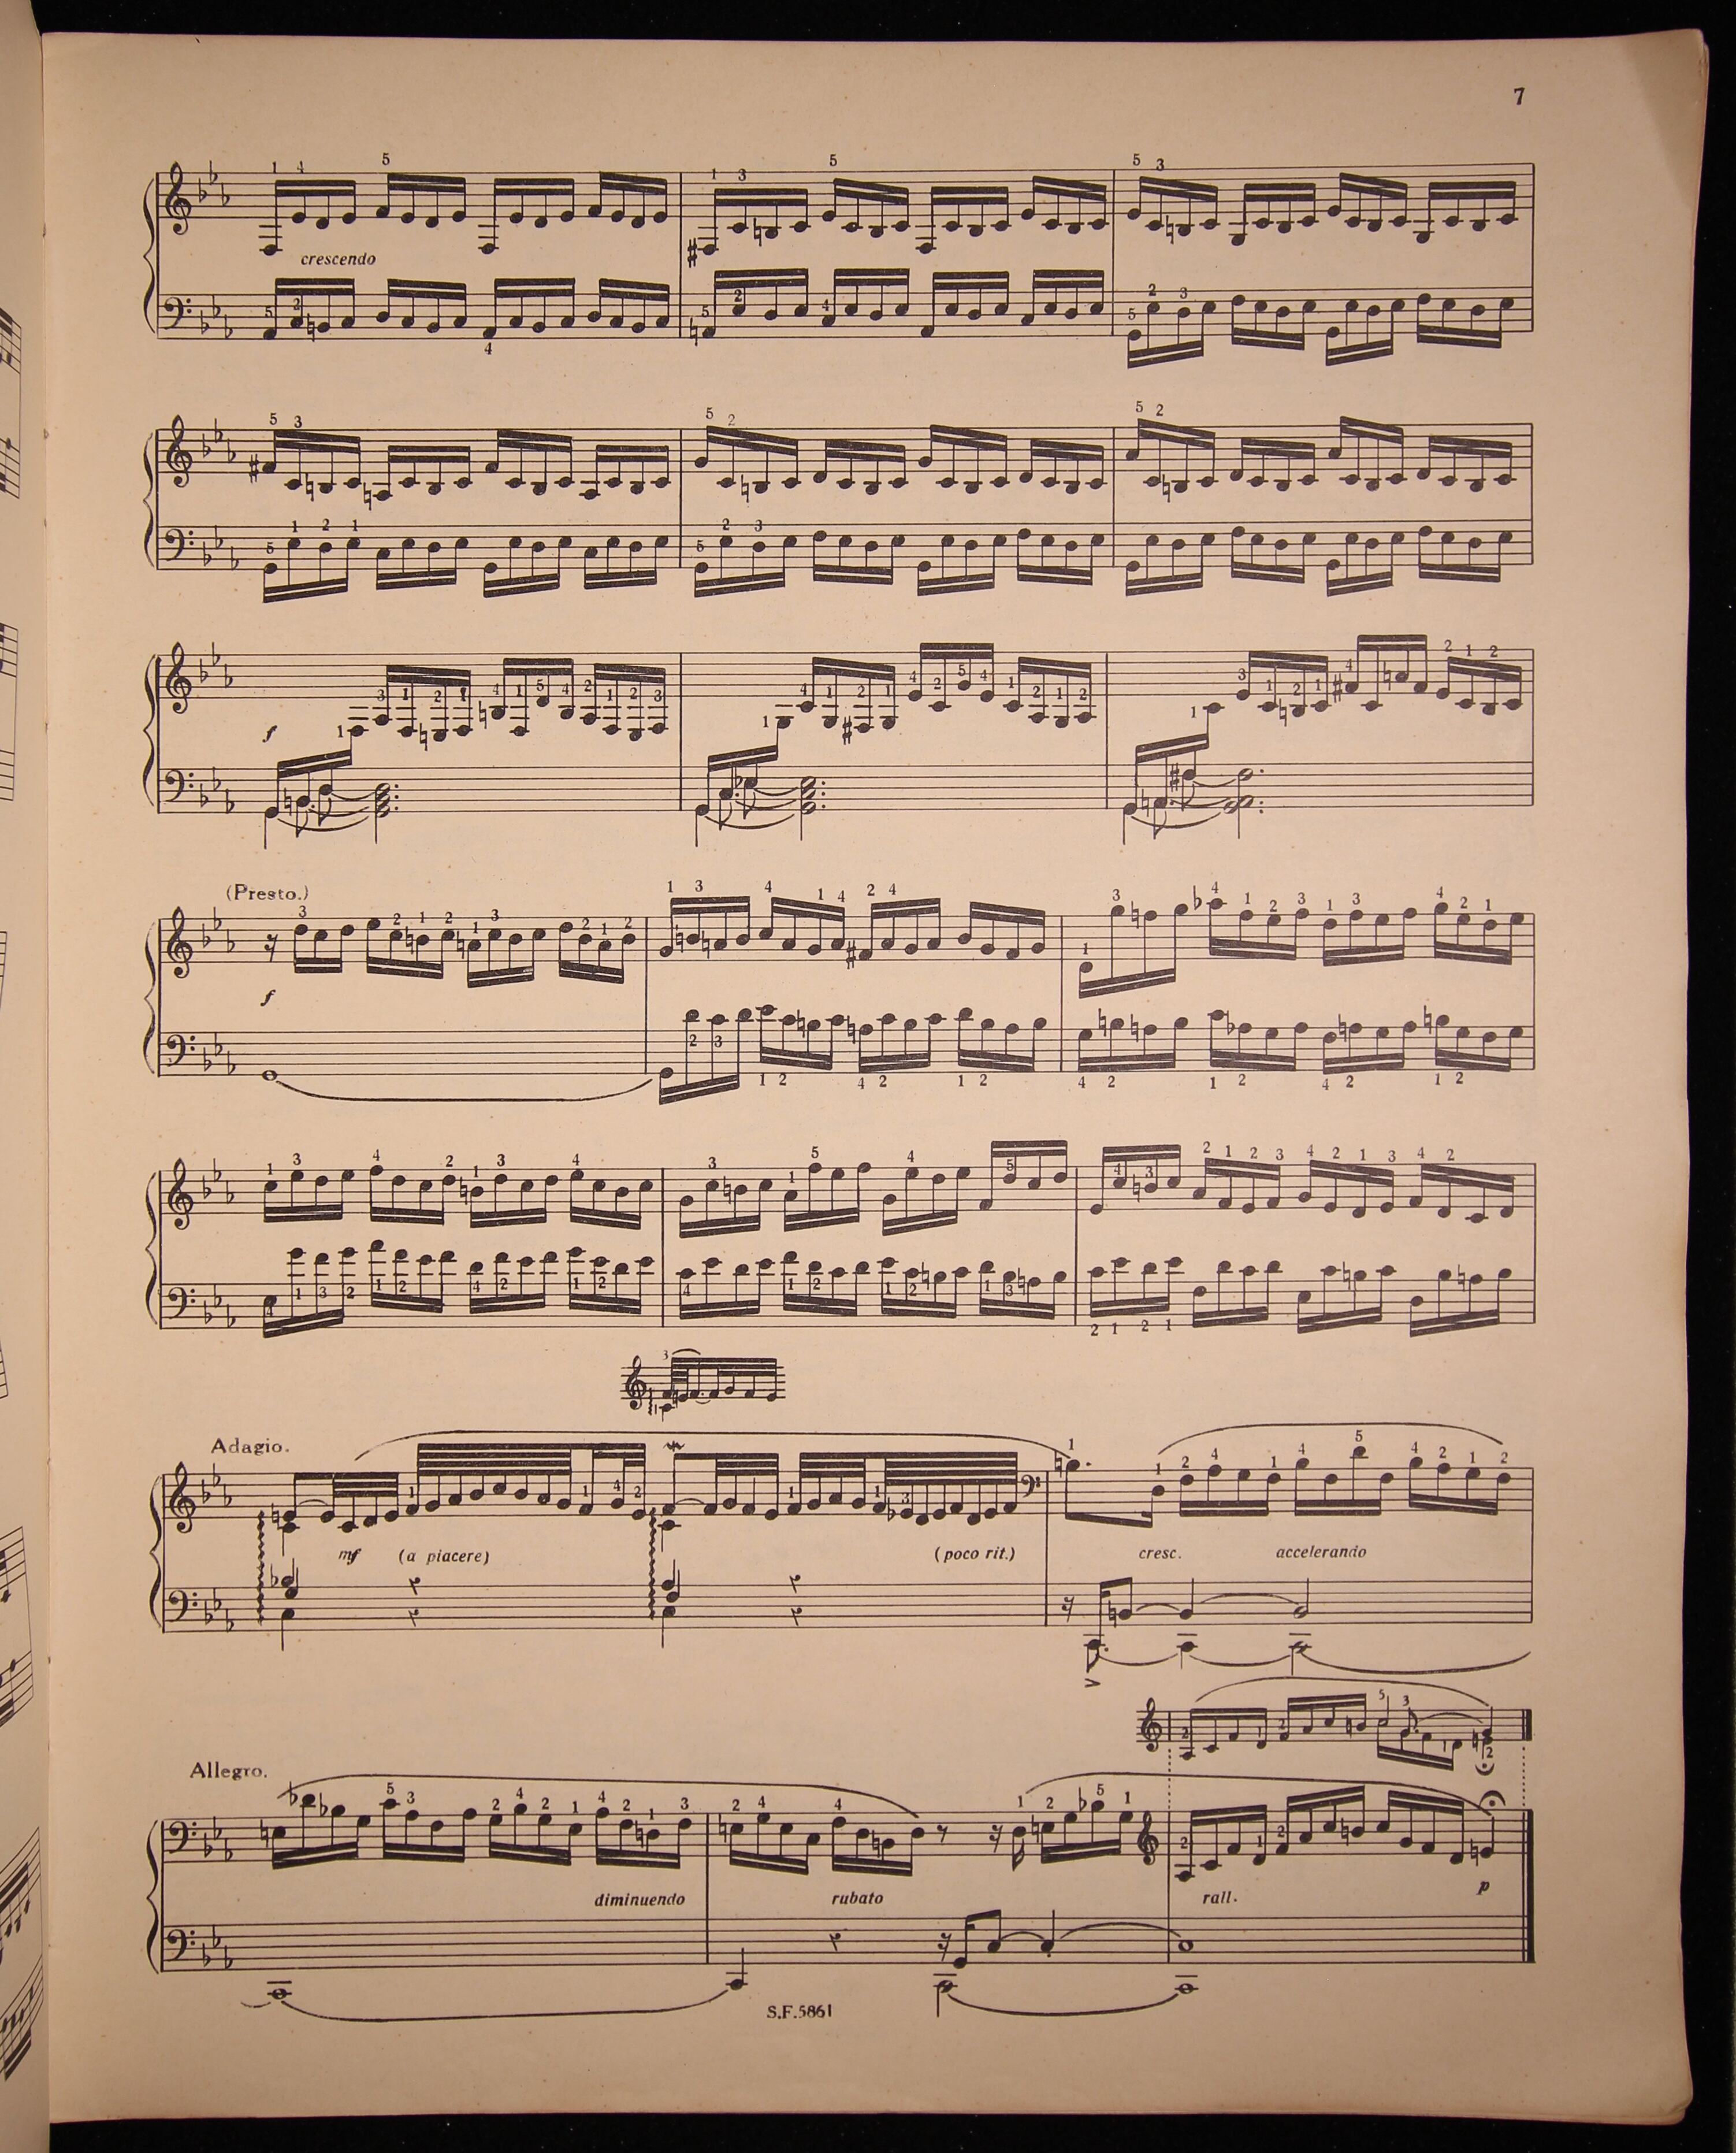 7
crescendo
f
(Presto.)
f
Adagio.
mf (a piacere) (poco rit.) cresc. accelerando
Allegro.
diminuendo rubato rall. p
S.F.5861